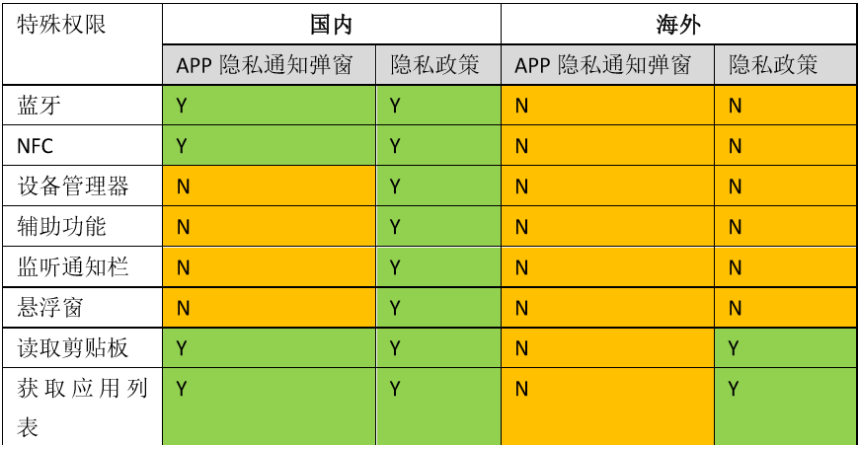 特殊权限 国内 海外
APP 隐私通知弹窗 隐私政策 APP 隐私通知弹窗 隐私政策
蓝牙 Y Y N N
NFC Y Y N N
设备管理器 N Y N N
辅助功能 N Y N N
监听通知栏 N Y N N
悬浮窗 N Y N N
读取剪贴板 Y Y N Y
获取应用列 Y Y N Y
表